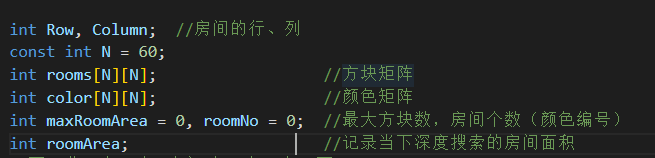 int Row, Column;  //房间的行、列
const int N = 60;
int rooms[N][N];                    //方块矩阵
int color[N][N];                    //颜色矩阵
int maxRoomArea = 0, roomNo = 0;  //最大方块数，房间个数（颜色编号）
int roomArea;                       //记录当下深度搜索的房间面积